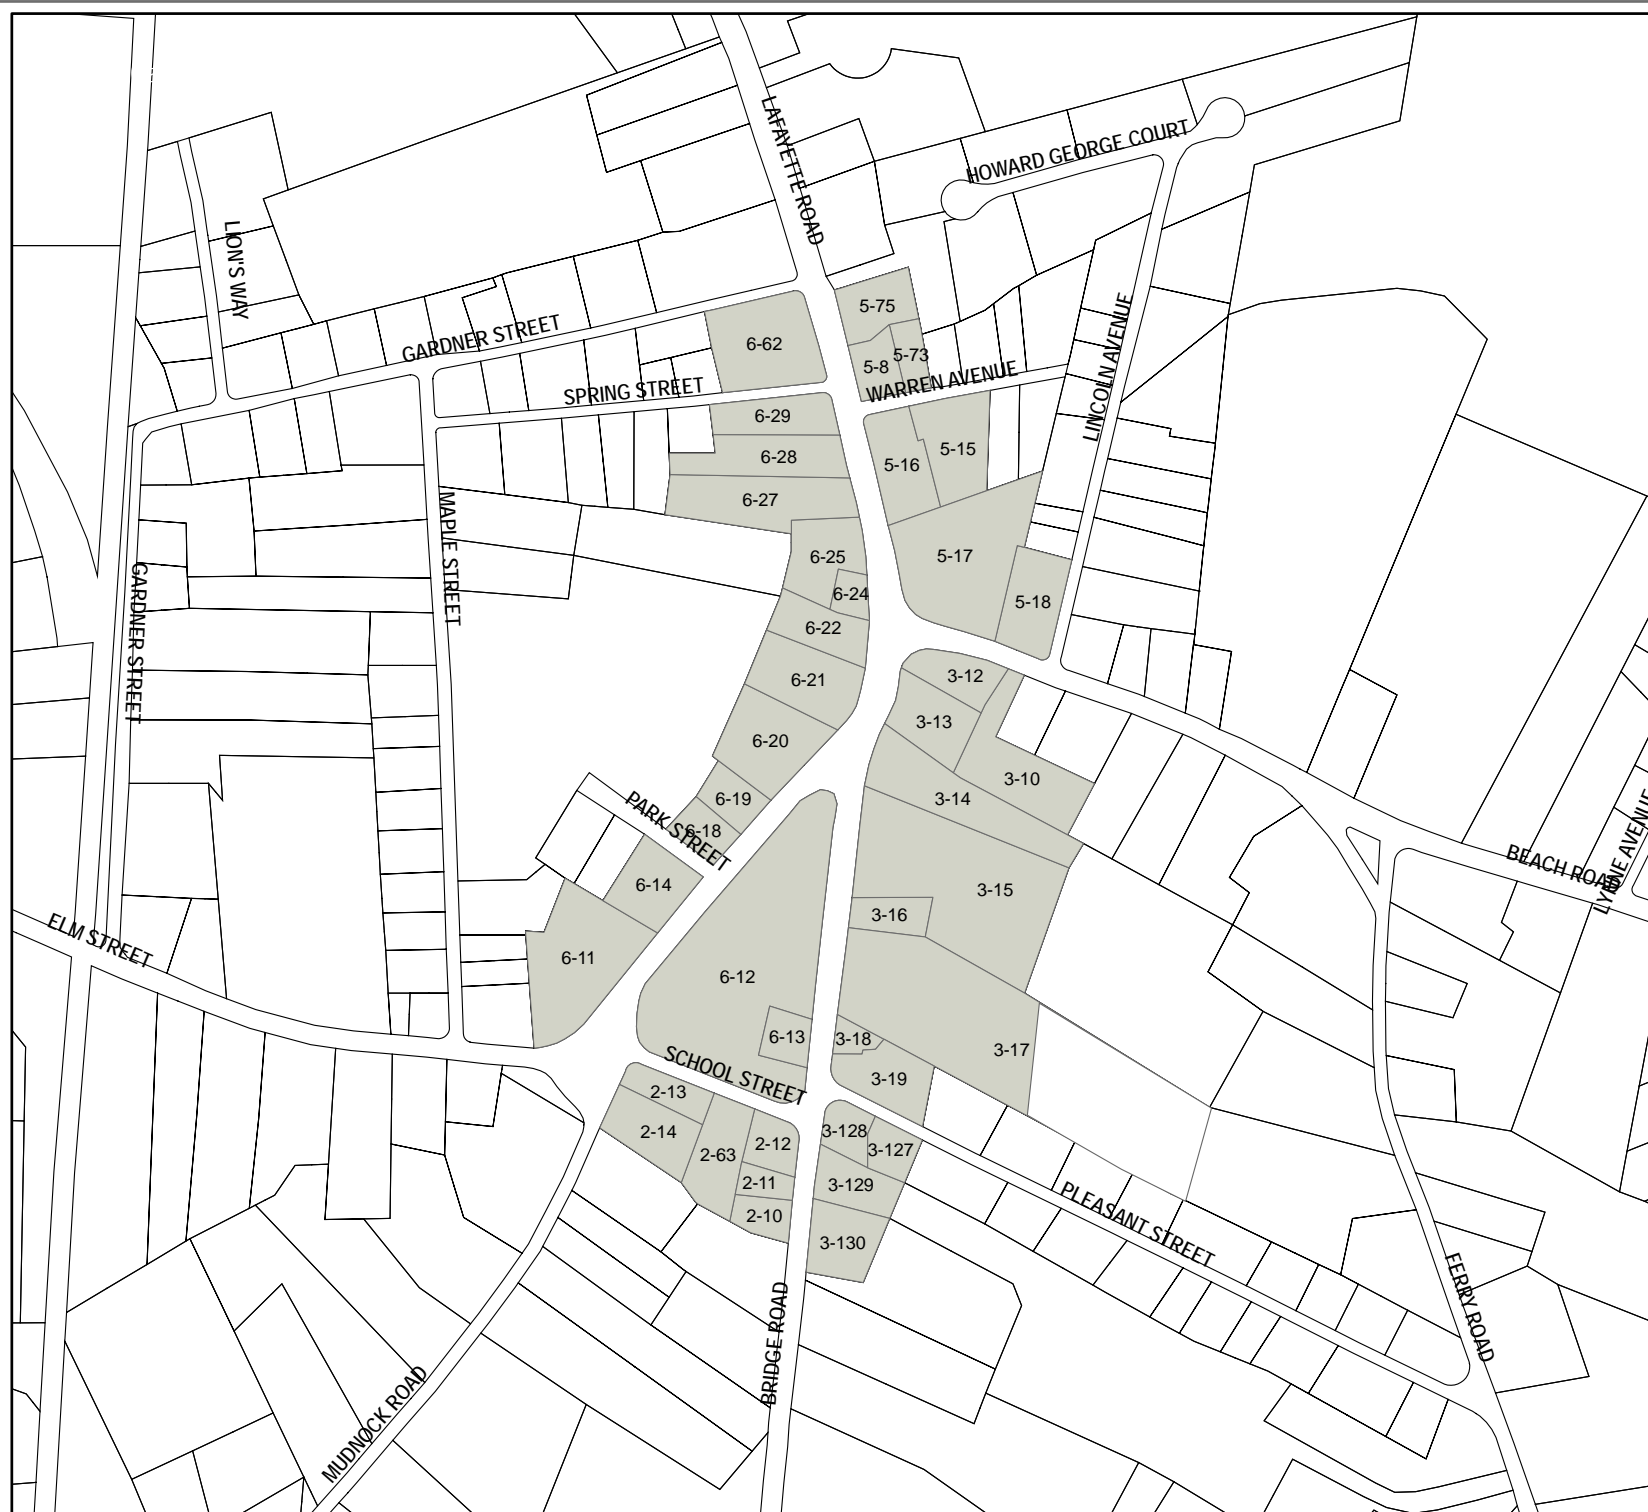 LAFAYETTE ROAD
HOWARD GEORGE COURT
LION'S WAY
5-75
GARDNER STREET
6-62
5-73
5-8
LINCOLN AVENUE
WARREN AVENUE
SPRING STREET
6-29
5-15
6-28
5-16
6-27
MAPLE STREET
6-25
5-17
6-24
5-18
GARDNER STREET
6-22
3-12
6-21
3-13
6-20
3-10
6-19
3-14
6-18
PARK STREET
BEACH ROAD
LYNNE AVENUE
6-14
3-15
3-16
ELM STREET
6-11
6-12
6-13
3-18
3-17
SCHOOL STREET
3-19
2-13
2-14
3-128
2-12
3-127
2-63
2-11
3-129
2-10
3-130
PLEASANT STREET
FERRY ROAD
BRIDGE ROAD
MUDNOCK ROAD